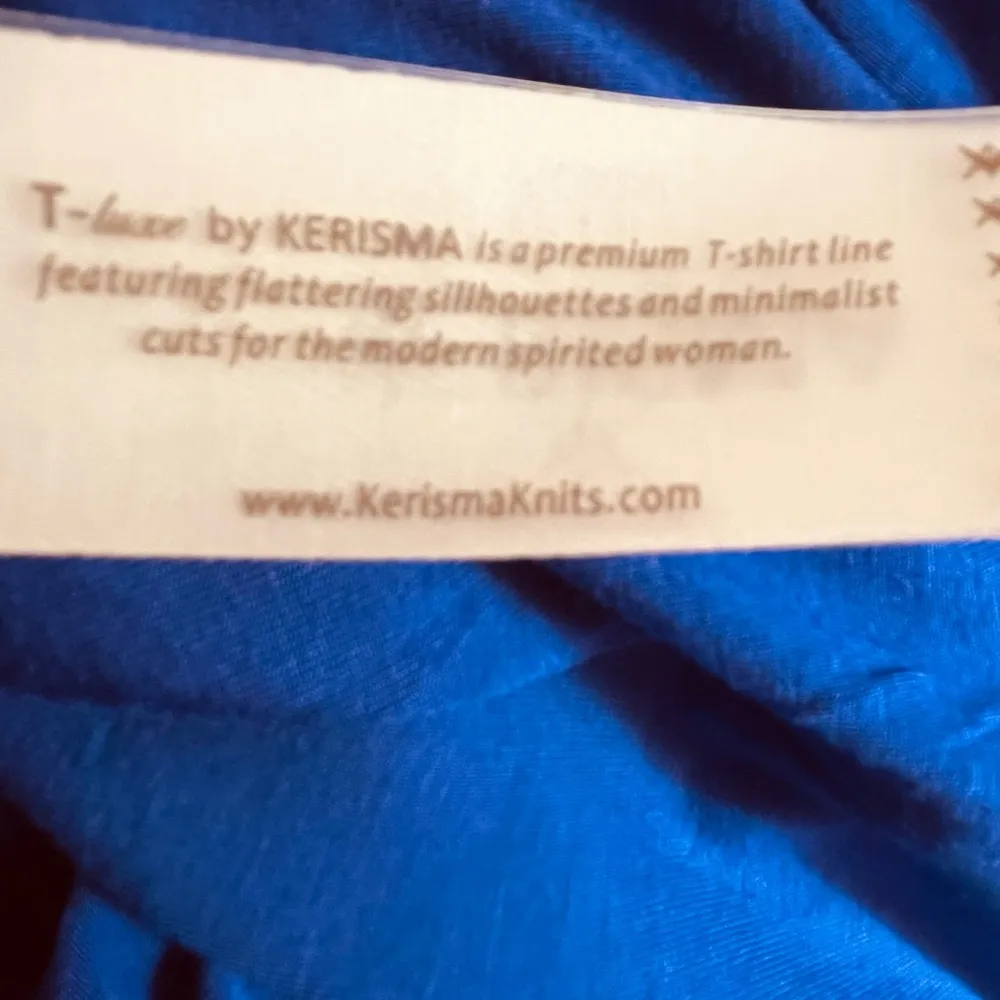 T-luxe by KERISMA is a premium T-shirt line
featuring flattering sillhouettes and minimalist
cuts for the modern spirited woman.
www.KerismaKnits.com